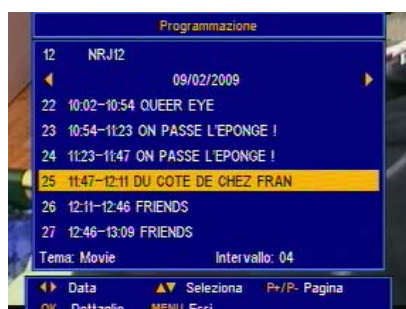 Programmazione
12 NRJ12
09/02/2009
22 10:02-10:54 QUEER EYE
23 10:54-11:23 ON PASSE L'EPONGE !
24 11:23-11:47 ON PASSE L'EPONGE !
25 11:47-12:11 DU COTE DE CHEZ FRAN
26 12:11-12:46 FRIENDS
27 12:46-13:09 FRIENDS
Tema: Movie Intervallo: 04
Data Seleziona P+/P- Pagina
OK Dettaglio MENU Esci